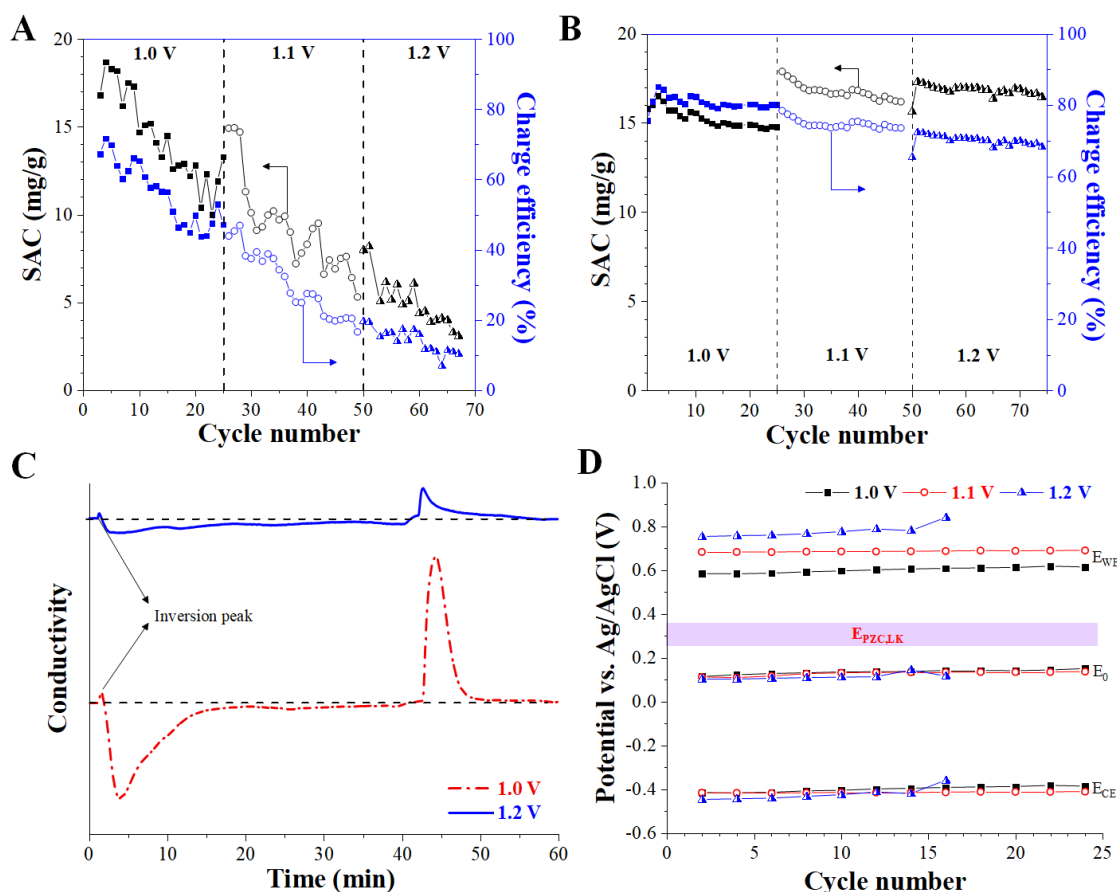 A
1.0 V 1.1 V 1.2 V
20
15
10
5
0
SAC (mg/g)
100
80
60
40
20
0
Charge efficiency (%)
0 10 20 30 40 50 60 70
Cycle number
B
20
15
10
5
0
SAC (mg/g)
100
80
60
40
20
0
Charge efficiency (%)
1.0 V 1.1 V 1.2 V
10 20 30 40 50 60 70
Cycle number
C
Inversion peak
Conductivity
1.0 V
1.2 V
0 10 20 30 40 50 60
Time (min)
D
1.0 V 1.1 V 1.2 V
1.0
0.8
0.6
0.4
0.2
0.0
-0.2
-0.4
-0.6
Potential vs. Ag/AgCl (V)
E_WE
E_PZC,LK
E_0
E_CE
0 5 10 15 20 25
Cycle number